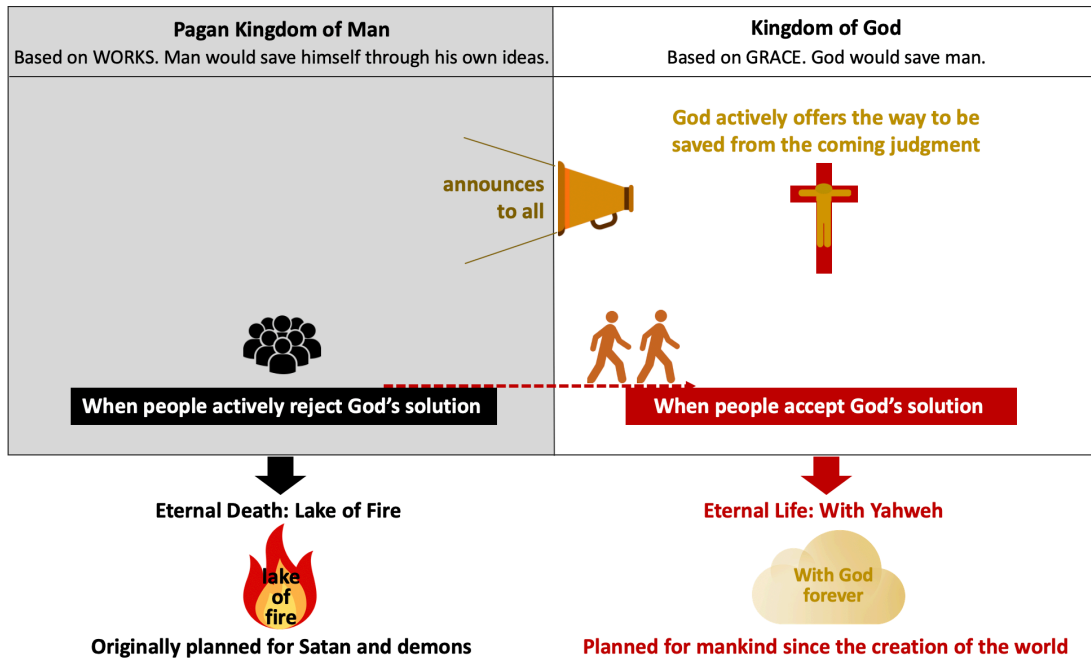 Pagan Kingdom of Man
Based on WORKS. Man would save himself through his own ideas.
Kingdom of God
Based on GRACE. God would save man.
God actively offers the way to be
saved from the coming judgment
announces
to all
When people actively reject God's solution
When people accept God's solution
Eternal Death: Lake of Fire
lake
of
fire
Originally planned for Satan and demons
Eternal Life: With Yahweh
With God
forever
Planned for mankind since the creation of the world